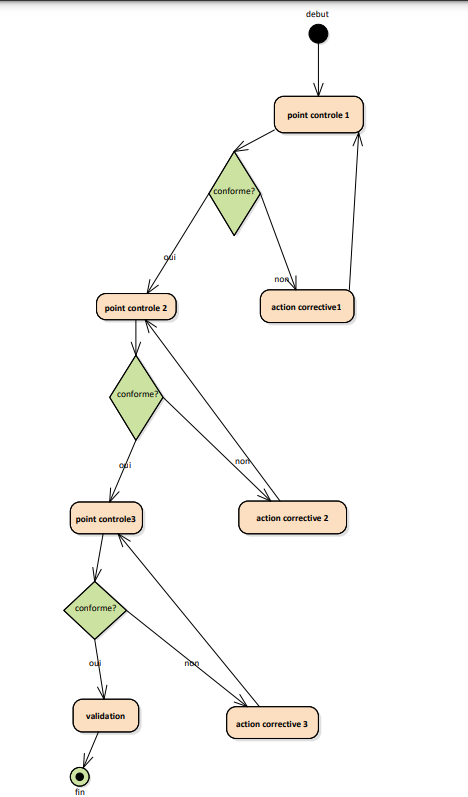 debut
point controle 1
conforme?
oui
non
action corrective1
point controle 2
conforme?
oui
non
point controle3
action corrective 2
conforme?
oui
non
validation
action corrective 3
fin